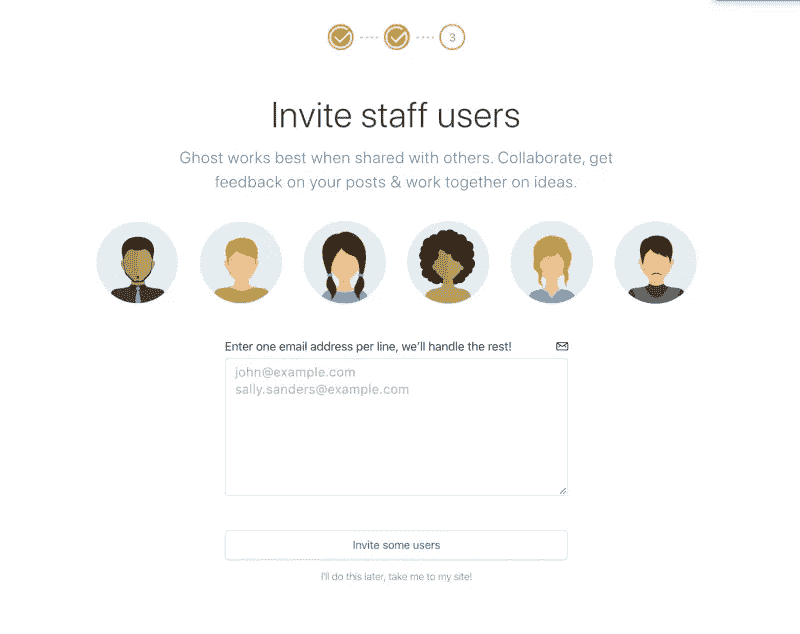 3
Invite staff users
Ghost works best when shared with others. Collaborate, get
feedback on your posts & work together on ideas.
Enter one email address per line, we'll handle the rest!
john@example.com
sally.sanders@example.com
Invite some users
I'll do this later, take me to my site!